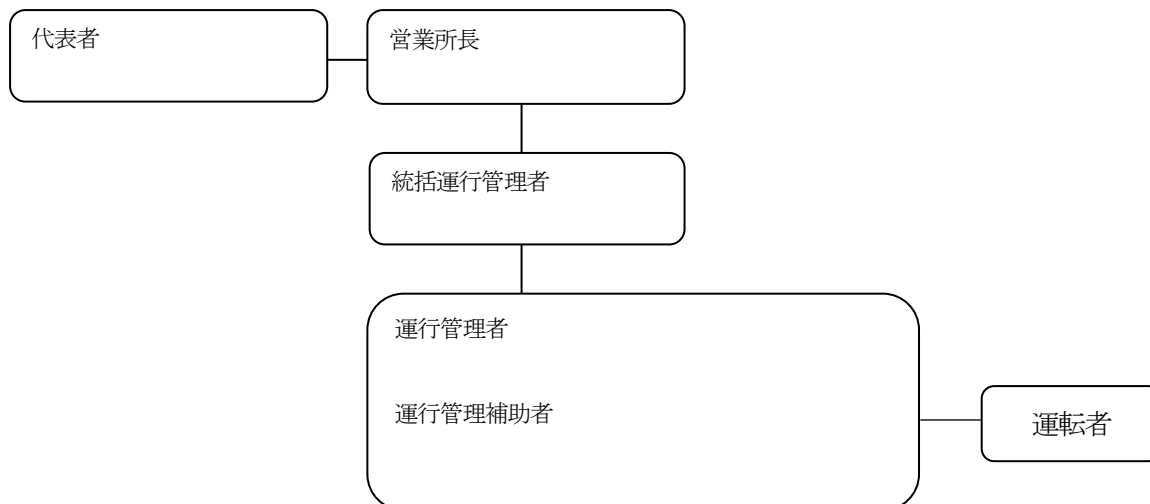 代表者
営業所長
統括運行管理者
運行管理者
運行管理補助者
運転者